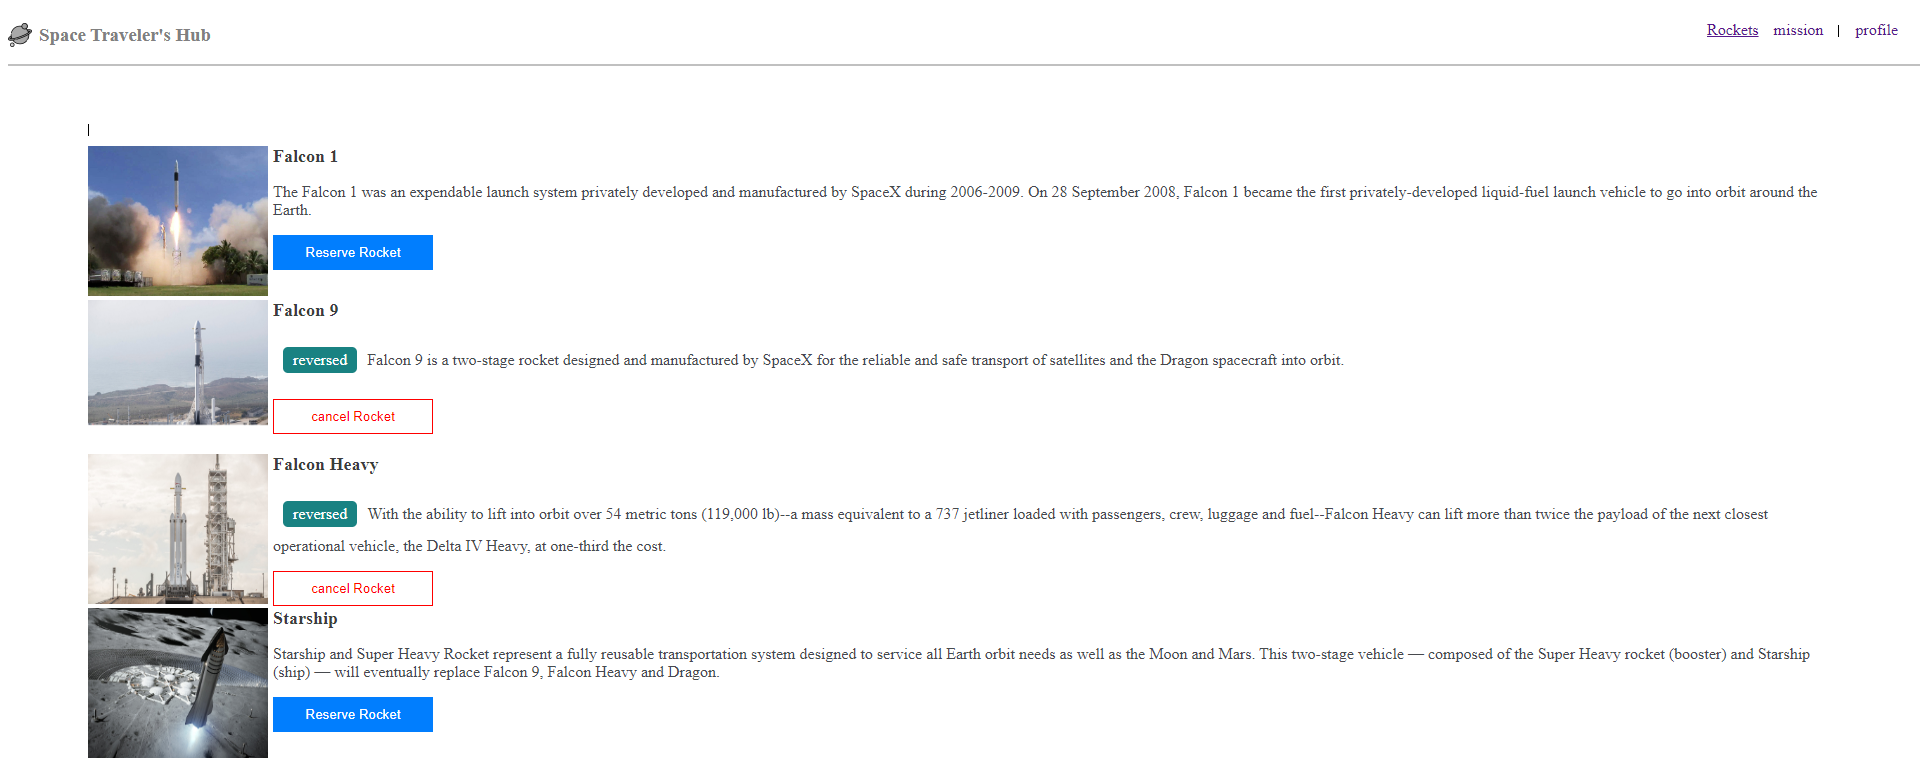 Space Traveler's Hub
Rockets mission | profile
|
Falcon 1
The Falcon 1 was an expendable launch system privately developed and manufactured by SpaceX during 2006-2009. On 28 September 2008, Falcon 1 became the first privately-developed liquid-fuel launch vehicle to go into orbit around the
Earth.
Reserve Rocket
Falcon 9
reversed Falcon 9 is a two-stage rocket designed and manufactured by SpaceX for the reliable and safe transport of satellites and the Dragon spacecraft into orbit.
cancel Rocket
Falcon Heavy
reversed With the ability to lift into orbit over 54 metric tons (119,000 lb)--a mass equivalent to a 737 jetliner loaded with passengers, crew, luggage and fuel--Falcon Heavy can lift more than twice the payload of the next closest
operational vehicle, the Delta IV Heavy, at one-third the cost.
cancel Rocket
Starship
Starship and Super Heavy Rocket represent a fully reusable transportation system designed to service all Earth orbit needs as well as the Moon and Mars. This two-stage vehicle — composed of the Super Heavy rocket (booster) and Starship
(ship) — will eventually replace Falcon 9, Falcon Heavy and Dragon.
Reserve Rocket